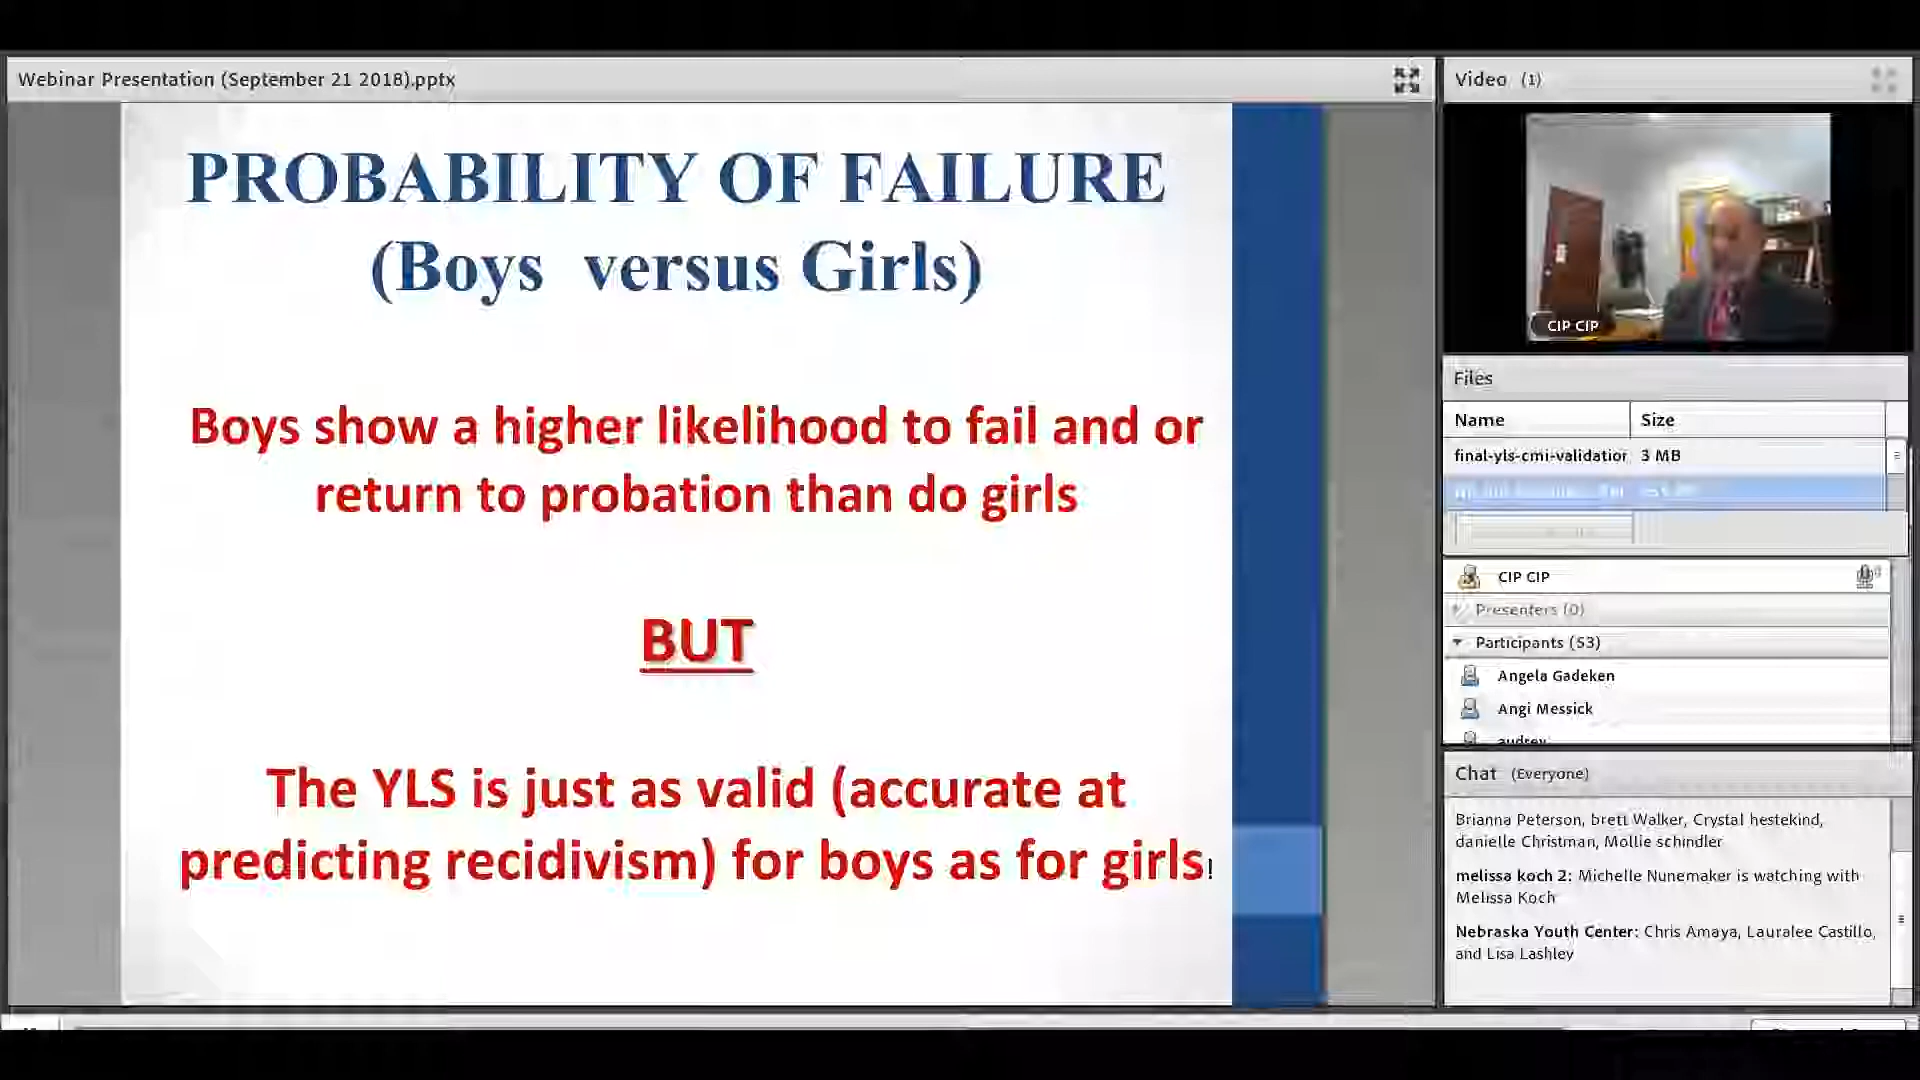 Webinar Presentation (September 21 2018).pptx
PROBABILITY OF FAILURE
(Boys versus Girls)
Boys show a higher likelihood to fail and or
return to probation than do girls
BUT
The YLS is just as valid (accurate at
predicting recidivism) for boys as for girls!
Video (1)
CIP CIP
Files
Name Size
final-yls-cmi-validation 3 MB
CIP CIP
Presenters (0)
Participants (53)
Angela Gadeken
Angi Messick
audrey
Chat (Everyone)
Brianna Peterson, brett Walker, Crystal hestekind,
danielle Christman, Mollie schindler
melissa koch 2: Michelle Nunemaker is watching with
Melissa Koch
Nebraska Youth Center: Chris Amaya, Lauralee Castillo,
and Lisa Lashley